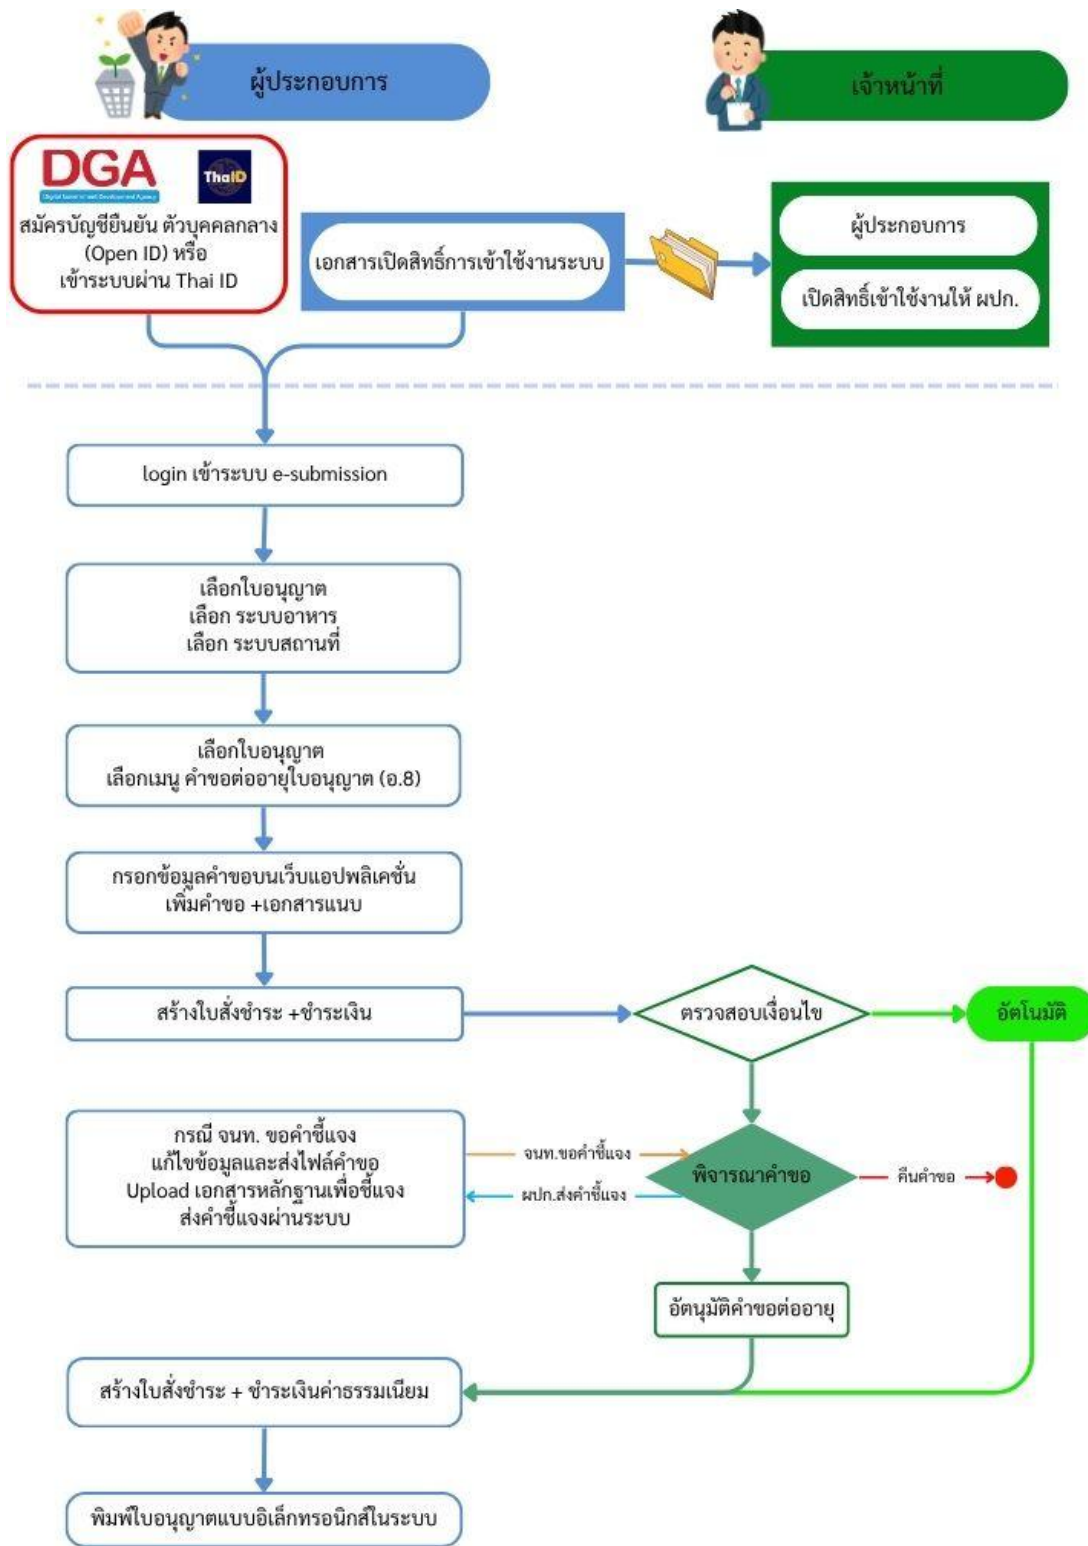 ผู้ประกอบการ
เจ้าหน้าที่
DGA
ThaID
สมัครบัญชียืนยัน ตัวบุคคลกลาง
(Open ID) หรือ
เข้าระบบผ่าน Thai ID
เอกสารเปิดสิทธิ์การเข้าใช้งานระบบ
ผู้ประกอบการ
เปิดสิทธิ์เข้าใช้งานให้ ผปก.
login เข้าระบบ e-submission
เลือกใบอนุญาต
เลือก ระบบอาหาร
เลือก ระบบสถานที่
เลือกใบอนุญาต
เลือกเมนู คำขอต่ออายุใบอนุญาต (อ.8)
กรอกข้อมูลคำขอบนเว็บแอปพลิเคชั่น
เพิ่มคำขอ +เอกสารแนบ
สร้างใบสั่งชำระ +ชำระเงิน
ตรวจสอบเงื่อนไข
อัตโนมัติ
กรณี จนท. ขอคำชี้แจง
แก้ไขข้อมูลและส่งไฟล์คำขอ
Upload เอกสารหลักฐานเพื่อชี้แจง
ส่งคำชี้แจงผ่านระบบ
จนท.ขอคำชี้แจง
ผปก.ส่งคำชี้แจง
พิจารณาคำขอ
คืนคำขอ
อัตนุมัติคำขอต่ออายุ
สร้างใบสั่งชำระ + ชำระเงินค่าธรรมเนียม
พิมพ์ใบอนุญาตแบบอิเล็กทรอนิกส์ในระบบ